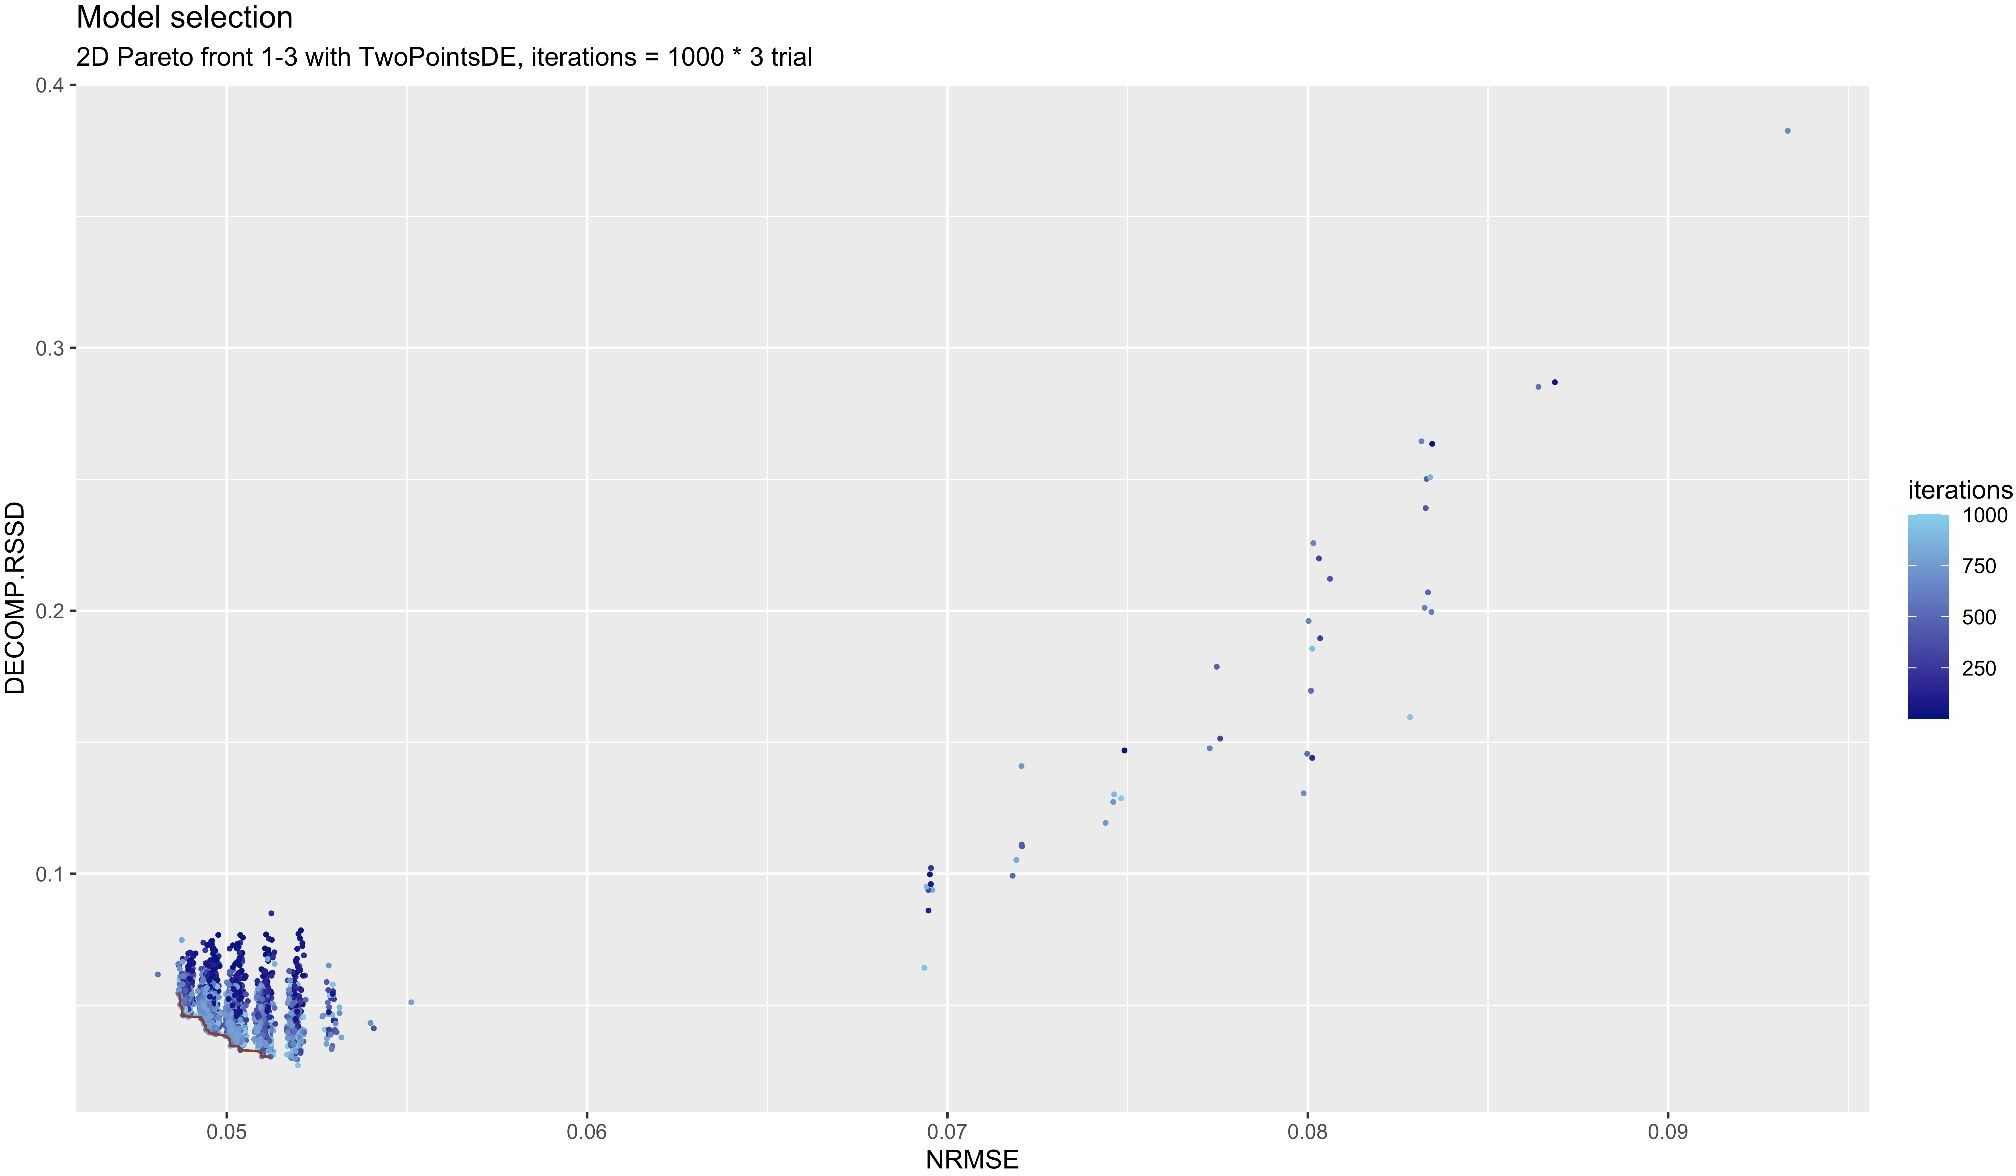 Model selection
2D Pareto front 1-3 with TwoPointsDE, iterations = 1000 * 3 trial
0.4
0.3
0.2
0.1
DECOMP.RSSD
0.05 0.06 0.07 0.08 0.09
NRMSE
iterations
1000
750
500
250